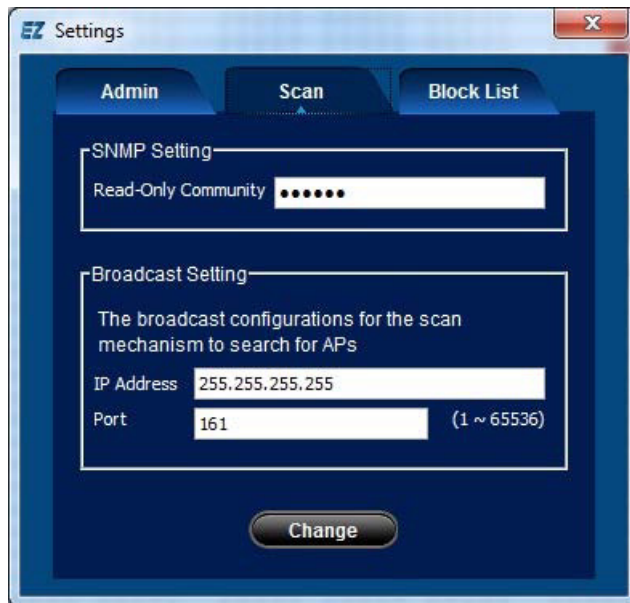 EZ Settings
X
Admin Scan Block List
SNMP Setting
Read-Only Community ●●●●●●
Broadcast Setting
The broadcast configurations for the scan
mechanism to search for APs
IP Address 255.255.255.255
Port 161 (1 ~ 65536)
Change